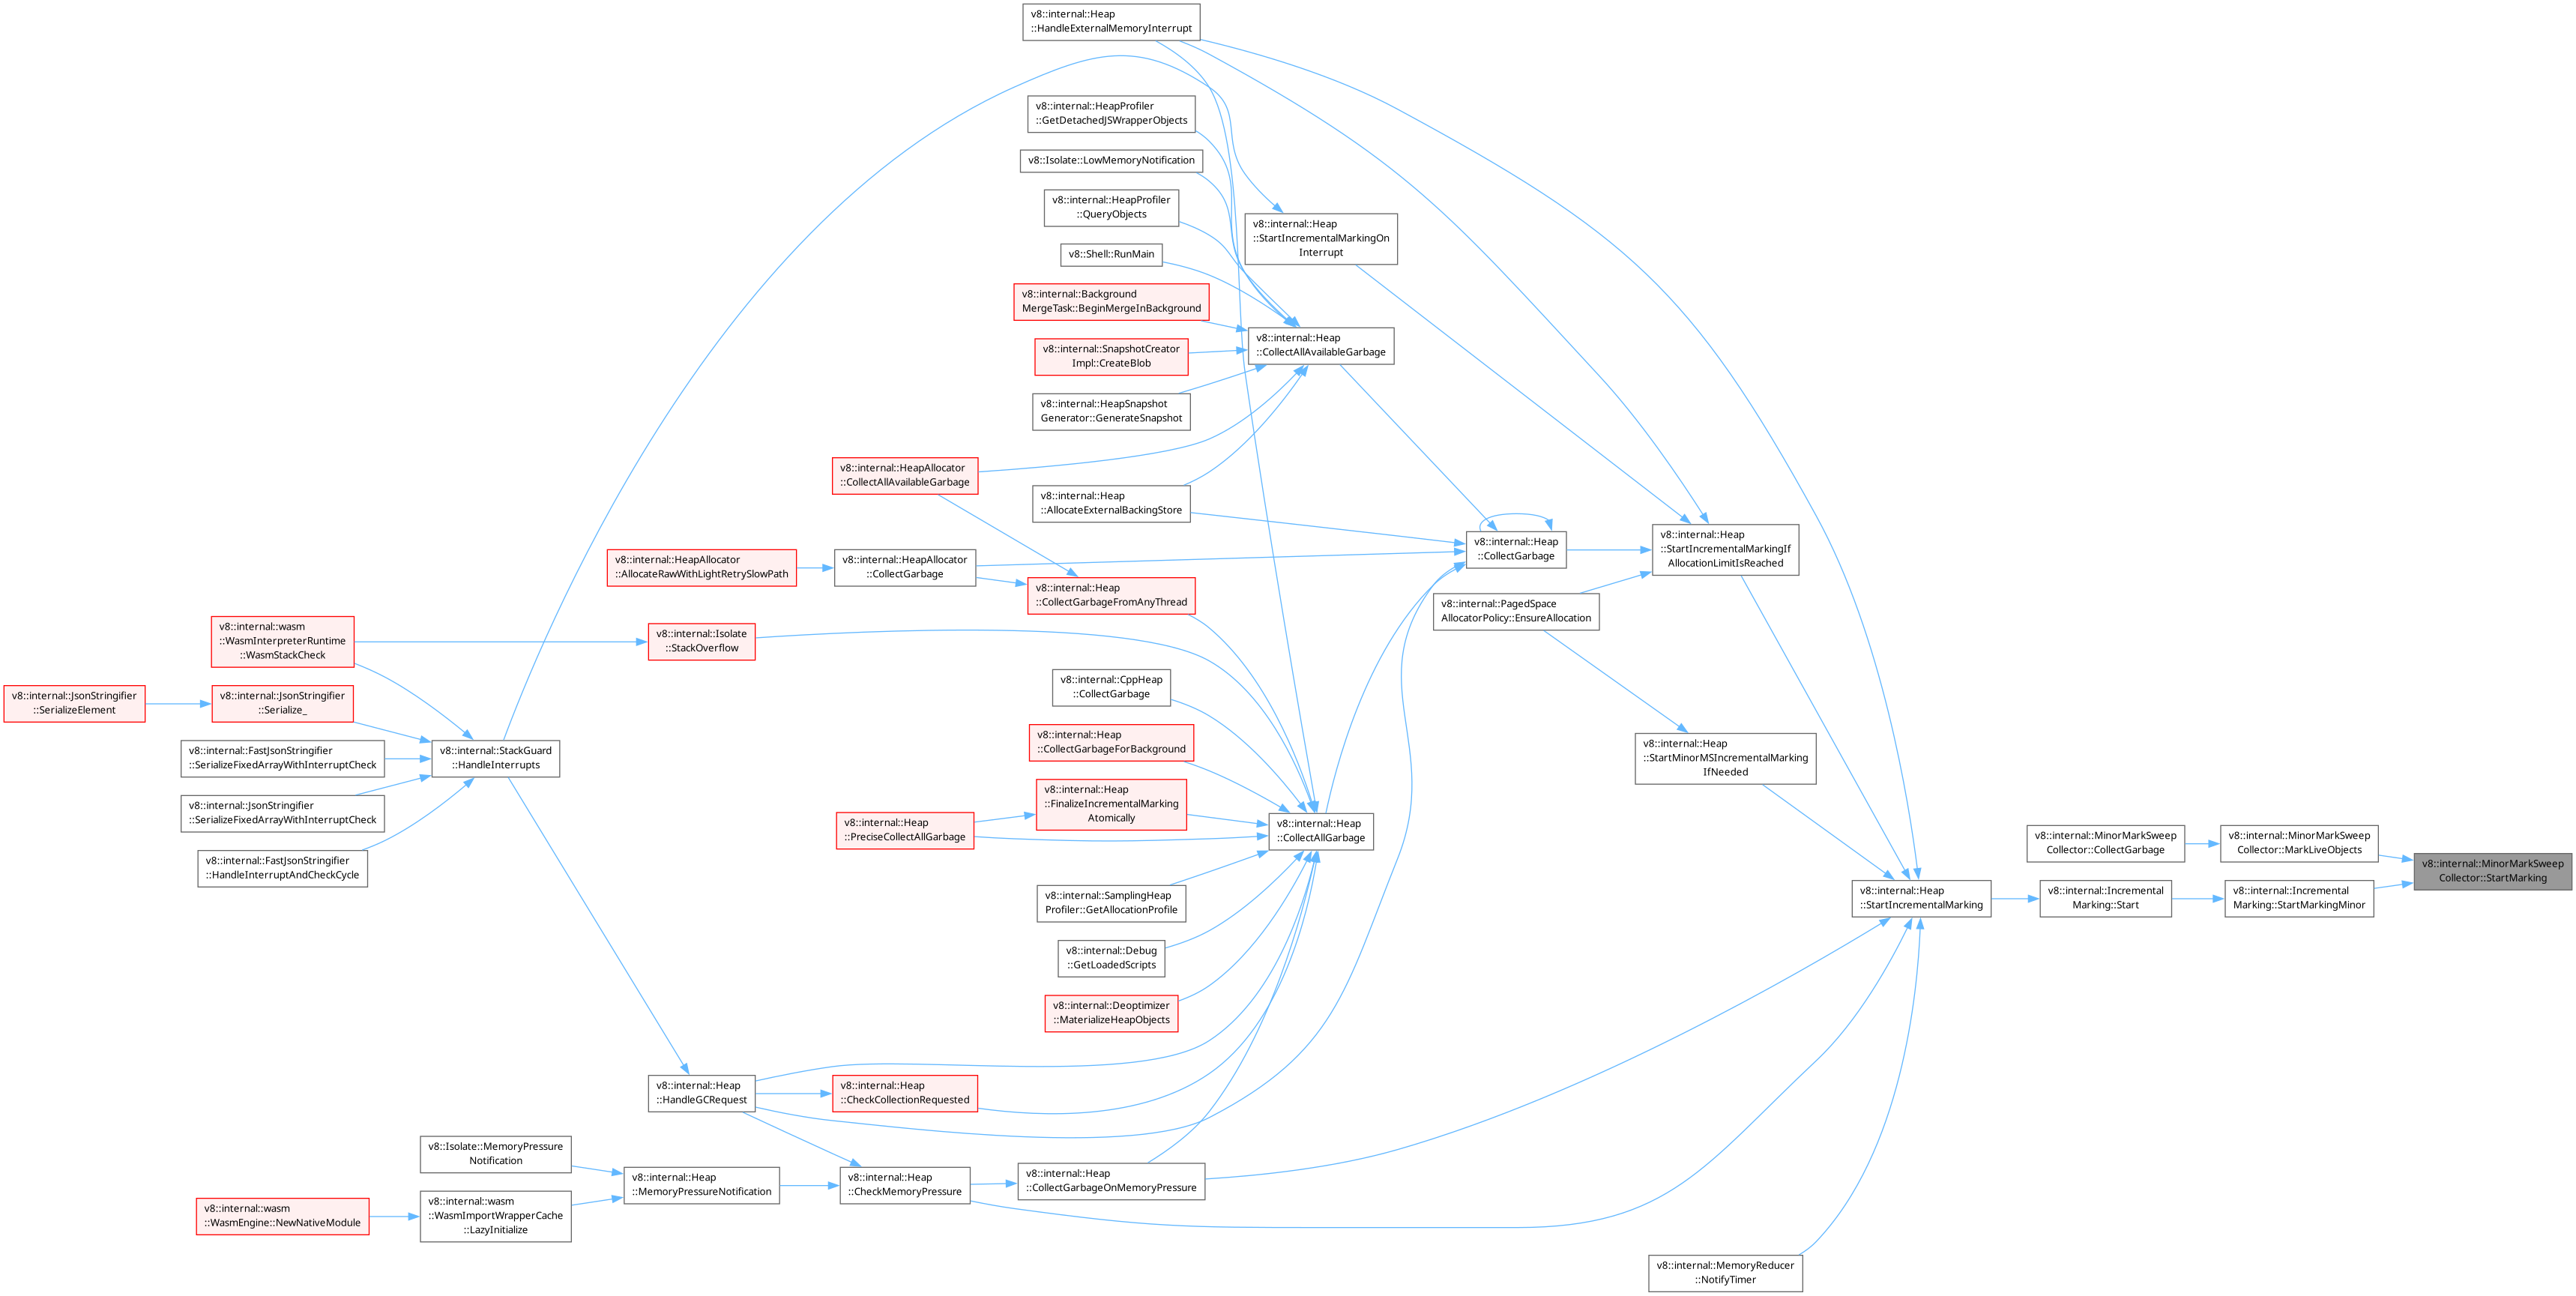 v8::internal::Heap
::HandleExternalMemoryInterrupt
v8::internal::HeapProfiler
::GetDetachedJSWrapperObjects
v8::Isolate::LowMemoryNotification
v8::internal::HeapProfiler
::QueryObjects
v8::internal::Heap
::StartIncrementalMarkingOn
Interrupt
v8::Shell::RunMain
v8::internal::Background
MergeTask::BeginMergeInBackground
v8::internal::Heap
::CollectAllAvailableGarbage
v8::internal::SnapshotCreator
Impl::CreateBlob
v8::internal::HeapSnapshot
Generator::GenerateSnapshot
v8::internal::HeapAllocator
::CollectAllAvailableGarbage
v8::internal::Heap
::AllocateExternalBackingStore
v8::internal::Heap
::CollectGarbage
v8::internal::Heap
::StartIncrementalMarkingIf
AllocationLimitIsReached
v8::internal::HeapAllocator
::AllocateRawWithLightRetrySlowPath
v8::internal::HeapAllocator
::CollectGarbage
v8::internal::Heap
::CollectGarbageFromAnyThread
v8::internal::PagedSpace
AllocatorPolicy::EnsureAllocation
v8::internal::wasm
::WasmInterpreterRuntime
::WasmStackCheck
v8::internal::Isolate
::StackOverflow
v8::internal::CppHeap
::CollectGarbage
v8::internal::JsonStringifier
::SerializeElement
v8::internal::JsonStringifier
::Serialize_
v8::internal::Heap
::CollectGarbageForBackground
v8::internal::Heap
::StartMinorMSIncrementalMarking
IfNeeded
v8::internal::FastJsonStringifier
::SerializeFixedArrayWithInterruptCheck
v8::internal::StackGuard
::HandleInterrupts
v8::internal::Heap
::FinalizeIncrementalMarking
Atomically
v8::internal::JsonStringifier
::SerializeFixedArrayWithInterruptCheck
v8::internal::Heap
::PreciseCollectAllGarbage
v8::internal::Heap
::CollectAllGarbage
v8::internal::MinorMarkSweep
Collector::CollectGarbage
v8::internal::MinorMarkSweep
Collector::MarkLiveObjects
v8::internal::FastJsonStringifier
::HandleInterruptAndCheckCycle
v8::internal::MinorMarkSweep
Collector::StartMarking
v8::internal::SamplingHeap
Profiler::GetAllocationProfile
v8::internal::Heap
::StartIncrementalMarking
v8::internal::Incremental
Marking::Start
v8::internal::Incremental
Marking::StartMarkingMinor
v8::internal::Debug
::GetLoadedScripts
v8::internal::Deoptimizer
::MaterializeHeapObjects
v8::internal::Heap
::HandleGCRequest
v8::internal::Heap
::CheckCollectionRequested
v8::Isolate::MemoryPressure
Notification
v8::internal::Heap
::MemoryPressureNotification
v8::internal::Heap
::CheckMemoryPressure
v8::internal::Heap
::CollectGarbageOnMemoryPressure
v8::internal::wasm
::WasmEngine::NewNativeModule
v8::internal::wasm
::WasmImportWrapperCache
::LazyInitialize
v8::internal::MemoryReducer
::NotifyTimer